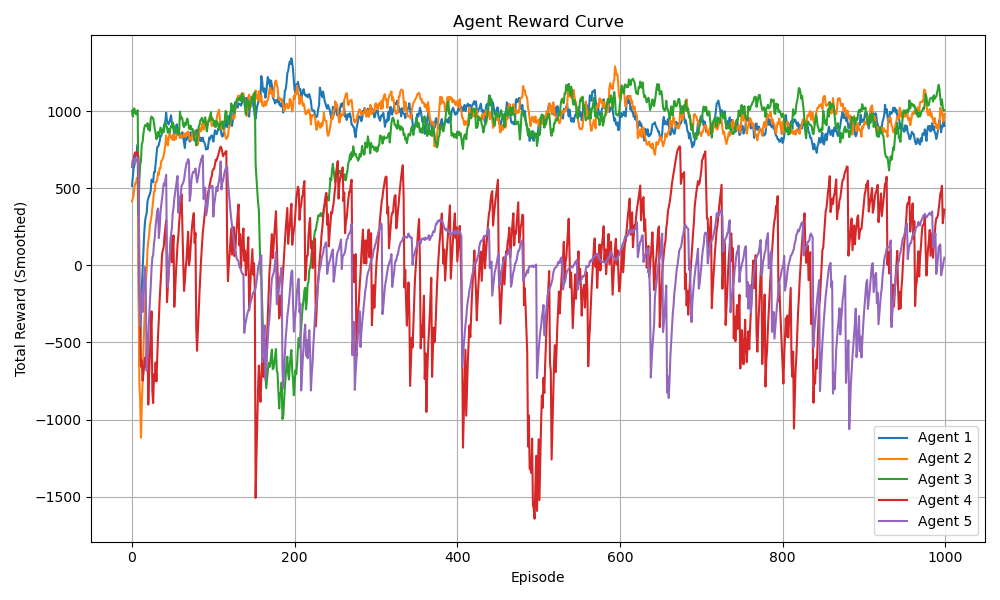 Agent Reward Curve
Total Reward (Smoothed)
1000
500
0
−500
−1000
−1500
0 200 400 600 800 1000
Episode
Agent 1
Agent 2
Agent 3
Agent 4
Agent 5